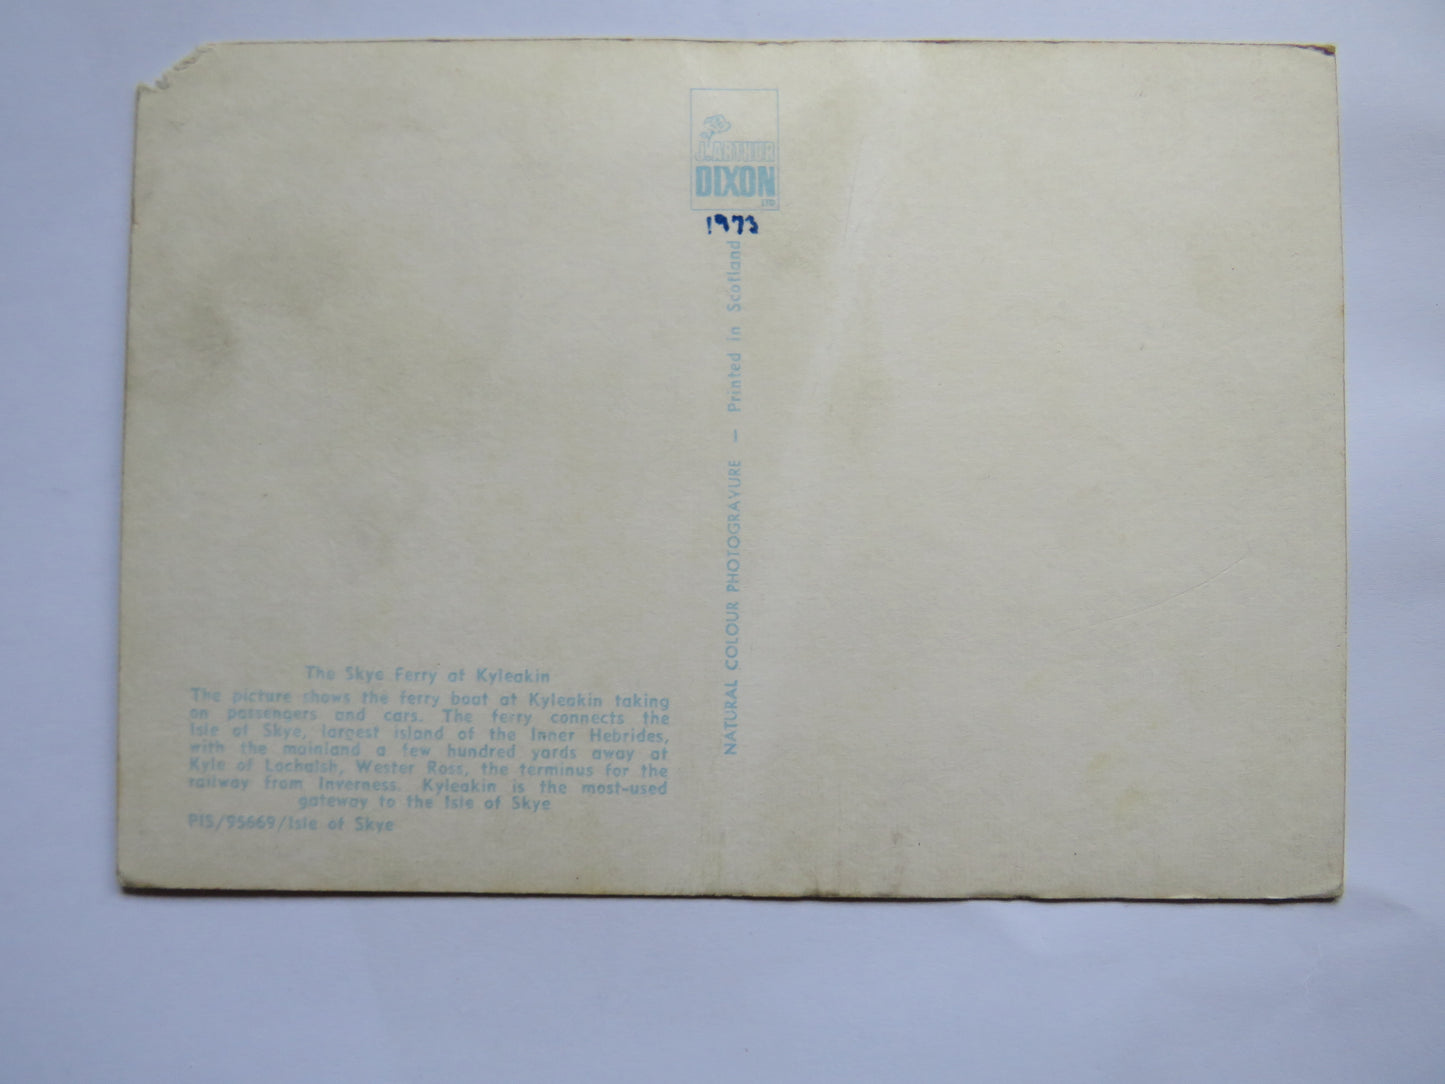 J. ARTHUR
DIXON
LTD
1973
NATURAL COLOUR PHOTOGRAVURE — Printed in Scotland
The Skye Ferry at Kyleakin
The picture shows the ferry boat at Kyleakin taking
on passengers and cars. The ferry connects the
Isle of Skye, largest island of the Inner Hebrides,
with the mainland a few hundred yards away at
Kyle of Lochalsh, Wester Ross, the terminus for the
railway from Inverness. Kyleakin is the most-used
gateway to the Isle of Skye
PIS/95669/Isle of Skye